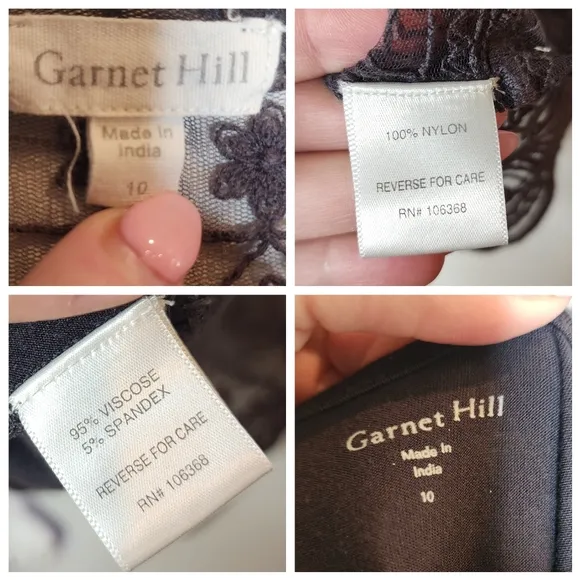 Garnet Hill
Made in
India
10
100% NYLON
REVERSE FOR CARE
RN# 106368
95% VISCOSE
5% SPANDEX
REVERSE FOR CARE
RN# 106368
Garnet Hill
Made in
India
10